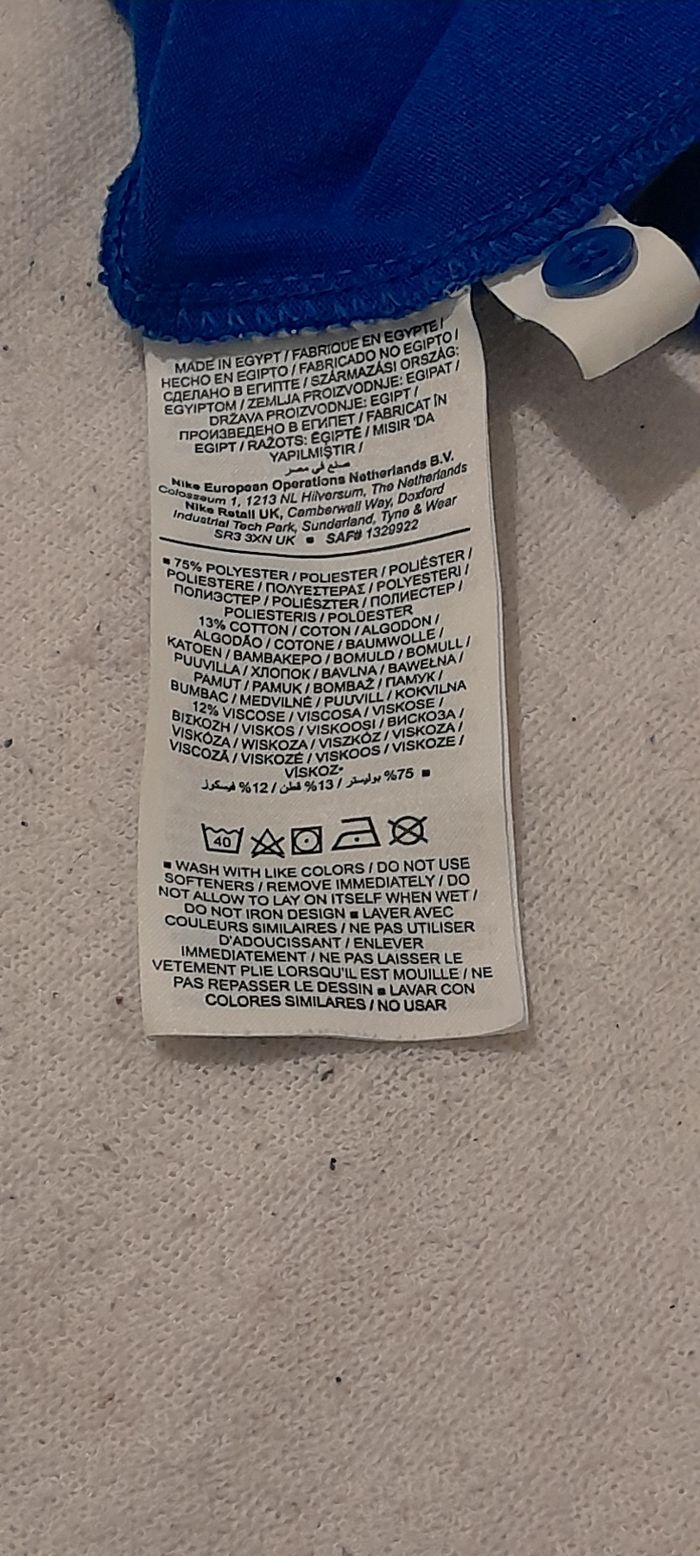 MADE IN EGYPT / FABRIQUE EN EGYPTE /
HECHO EN EGIPTO / FABRICADO NO EGIPTO /
СДЕЛАНО В ЕГИПТЕ / SZÁRMAZÁSI ORSZÁG:
EGYIPTOM / ZEMLJA PROIZVODNJE: EGIPAT /
DRŽAVA PROIZVODNJE: EGIPT /
ПРОИЗВЕДЕНО В ЕГИПЕТ / FABRICAT ÎN
EGIPT / RAŽOTS: ĒĢIPTĒ / MISIR 'DA
YAPILMIŞTIR /
صنع في مصر
Nike European Operations Netherlands B.V.
Colosseum 1, 1213 NL Hilversum, The Netherlands
Nike Retail UK, Camberwell Way, Doxford
Industrial Tech Park, Sunderland, Tyne & Wear
SR3 3XN UK ■ SAF# 1329922
■ 75% POLYESTER / POLIESTER / POLIÉSTER /
POLIESTERE / ΠΟΛΥΕΣΤΕΡΑΣ / POLYESTERI /
ПОЛИЭСТЕР / POLIÉSZTER / ПОЛИЕСТЕР /
POLIESTERIS / POLÜESTER
13% COTTON / COTON / ALGODON /
ALGODÃO / COTONE / BAUMWOLLE /
KATOEN / ΒΑΜΒΑΚΕΡΟ / BOMULD / BOMULL /
PUUVILLA / ХЛОПОК / BAVLNA / BAWEŁNA /
PAMUT / PAMUK / BOMBAŽ / ПАМУК /
BUMBAC / MEDVILNĖ / PUUVILL / KOKVILNA
12% VISCOSE / VISCOSA / VISKOSE /
ΒΙΣΚΟΖΗ / VISKOS / VISKOOSI / ВИСКОЗА /
VISKÓZA / WISKOZA / VISZKÓZ / VISKOZA /
VISCOZĂ / VISKOZĖ / VISKOOS / VISKOZE /
VİSKOZ
75% بوليستر / 13% قطن / 12% فيسكوز ■
40
■ WASH WITH LIKE COLORS / DO NOT USE
SOFTENERS / REMOVE IMMEDIATELY / DO
NOT ALLOW TO LAY ON ITSELF WHEN WET /
DO NOT IRON DESIGN ■ LAVER AVEC
COULEURS SIMILAIRES / NE PAS UTILISER
D'ADOUCISSANT / ENLEVER
IMMEDIATEMENT / NE PAS LAISSER LE
VETEMENT PLIE LORSQU'IL EST MOUILLE / NE
PAS REPASSER LE DESSIN ■ LAVAR CON
COLORES SIMILARES / NO USAR